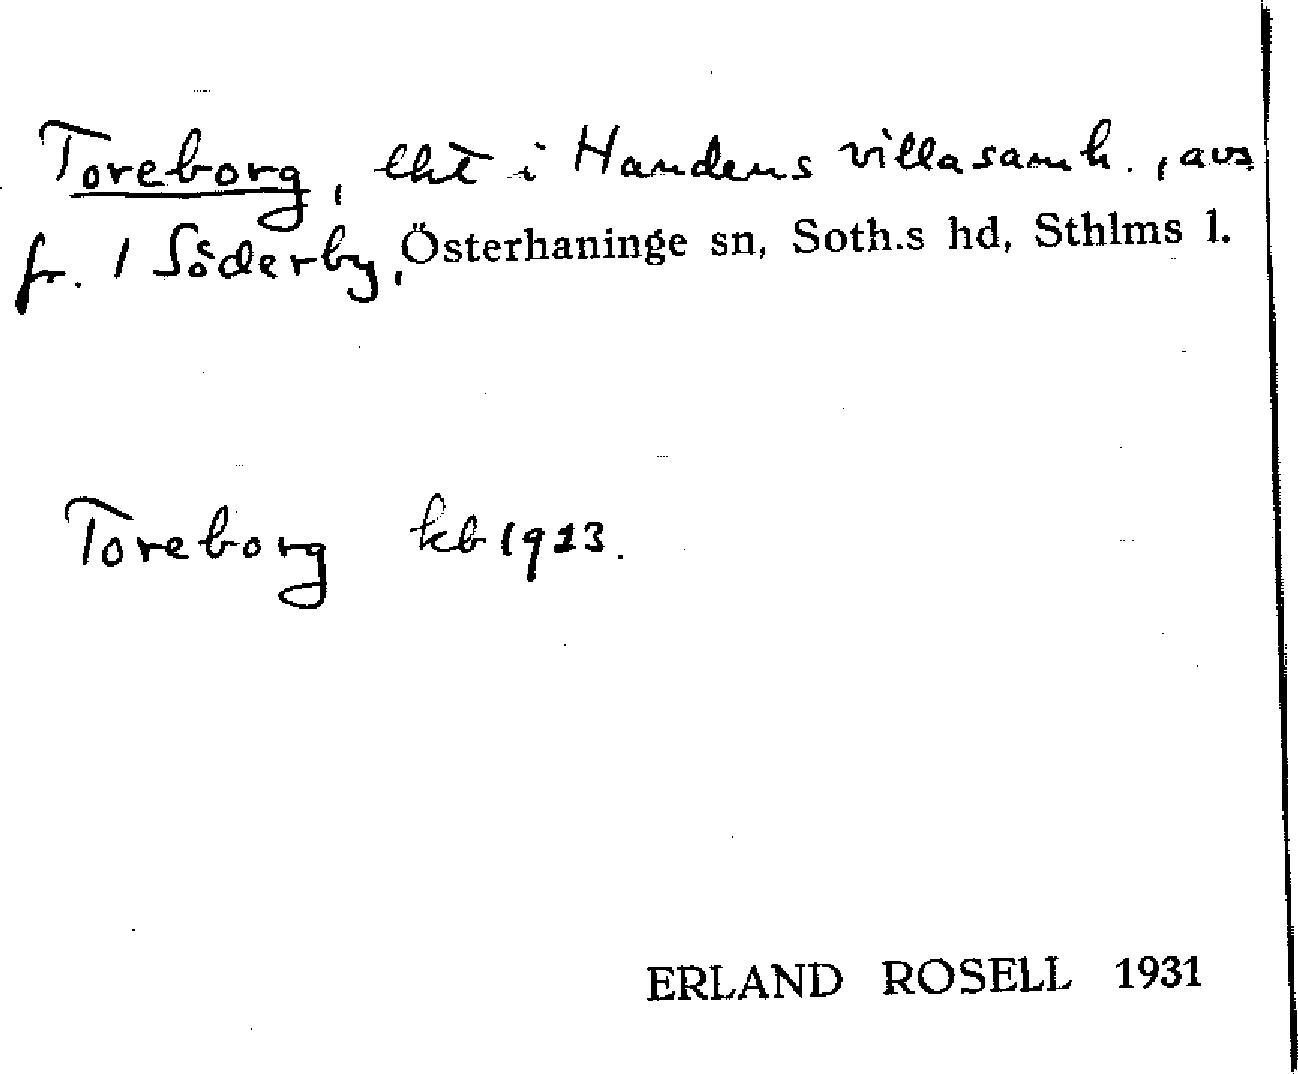 Toreborg, lht i Handens villasamh., avs.
fr. 1 Söderby, Österhaninge sn, Soth.s hd, Sthlms l.
Toreborg kb 1923.
ERLAND ROSELL 1931